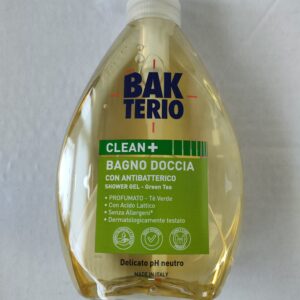 BAK
TERIO
CLEAN+
BAGNO DOCCIA
CON ANTIBATTERICO
SHOWER GEL - Green Tea
• PROFUMATO - Tè Verde
• Con Acido Lattico
• Senza Allergeni*
• Dermatologicamente testato
Delicato pH neutro
MADE IN ITALY